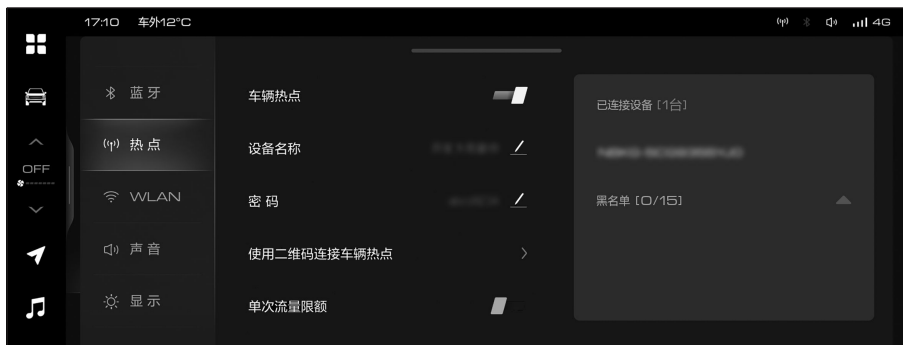 17:10 车外12°C
4G
OFF
蓝牙
热点
WLAN
声音
显示
车辆热点
设备名称
密码
使用二维码连接车辆热点
单次流量限额
已连接设备 [1台]
黑名单 [0/15]